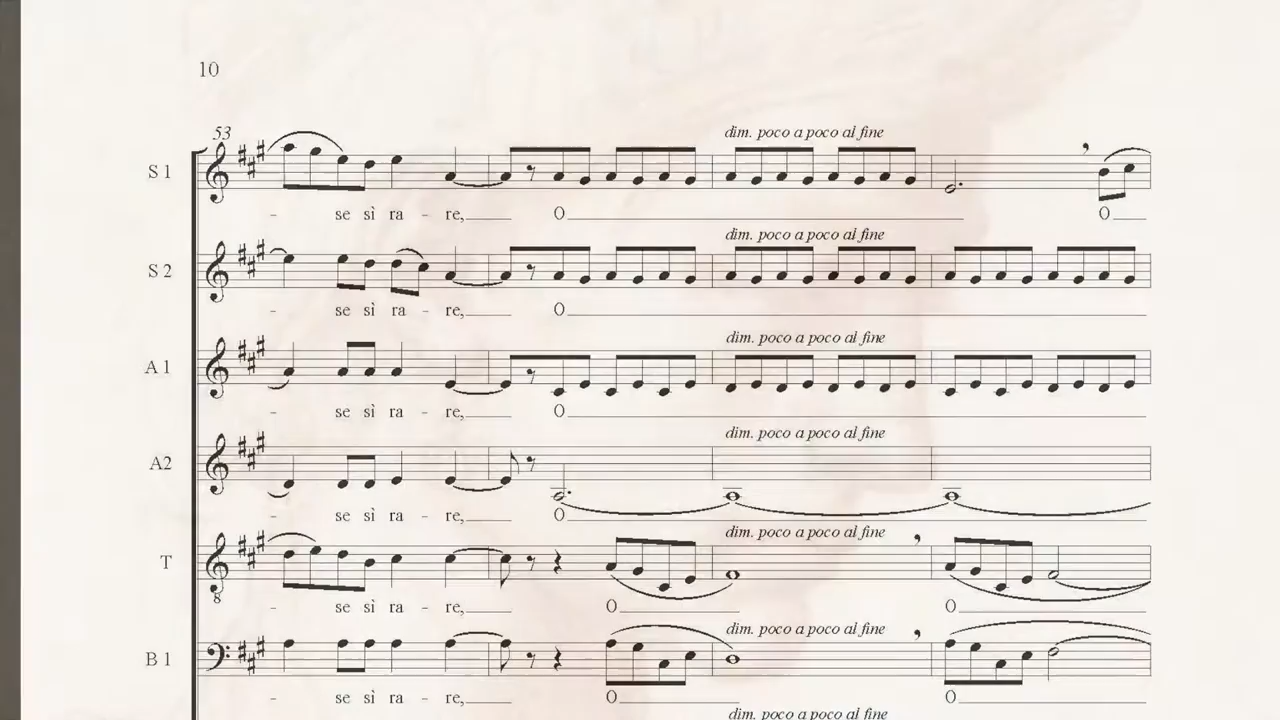 10
53
dim. poco a poco al fine
S 1
- se sì ra - re, O O
dim. poco a poco al fine
S 2
- se sì ra - re, O
dim. poco a poco al fine
A 1
- se sì ra - re, O
dim. poco a poco al fine
A2
- se sì ra - re, O
dim. poco a poco al fine
T
8
- se sì ra - re, O O
dim. poco a poco al fine
B 1
- se sì ra - re, O O
dim. poco a poco al fine